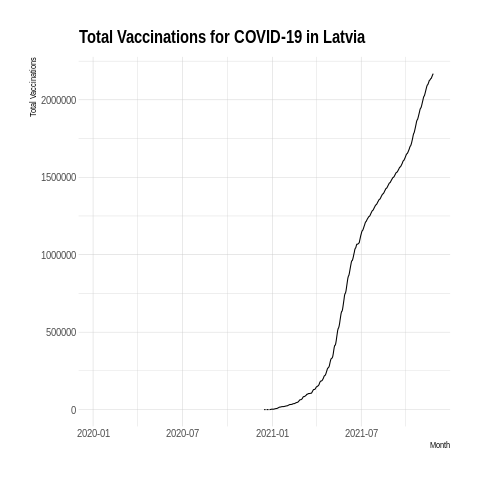 Total Vaccinations for COVID-19 in Latvia
Total Vaccinations
2000000
1500000
1000000
500000
0
2020-01 2020-07 2021-01 2021-07
Month